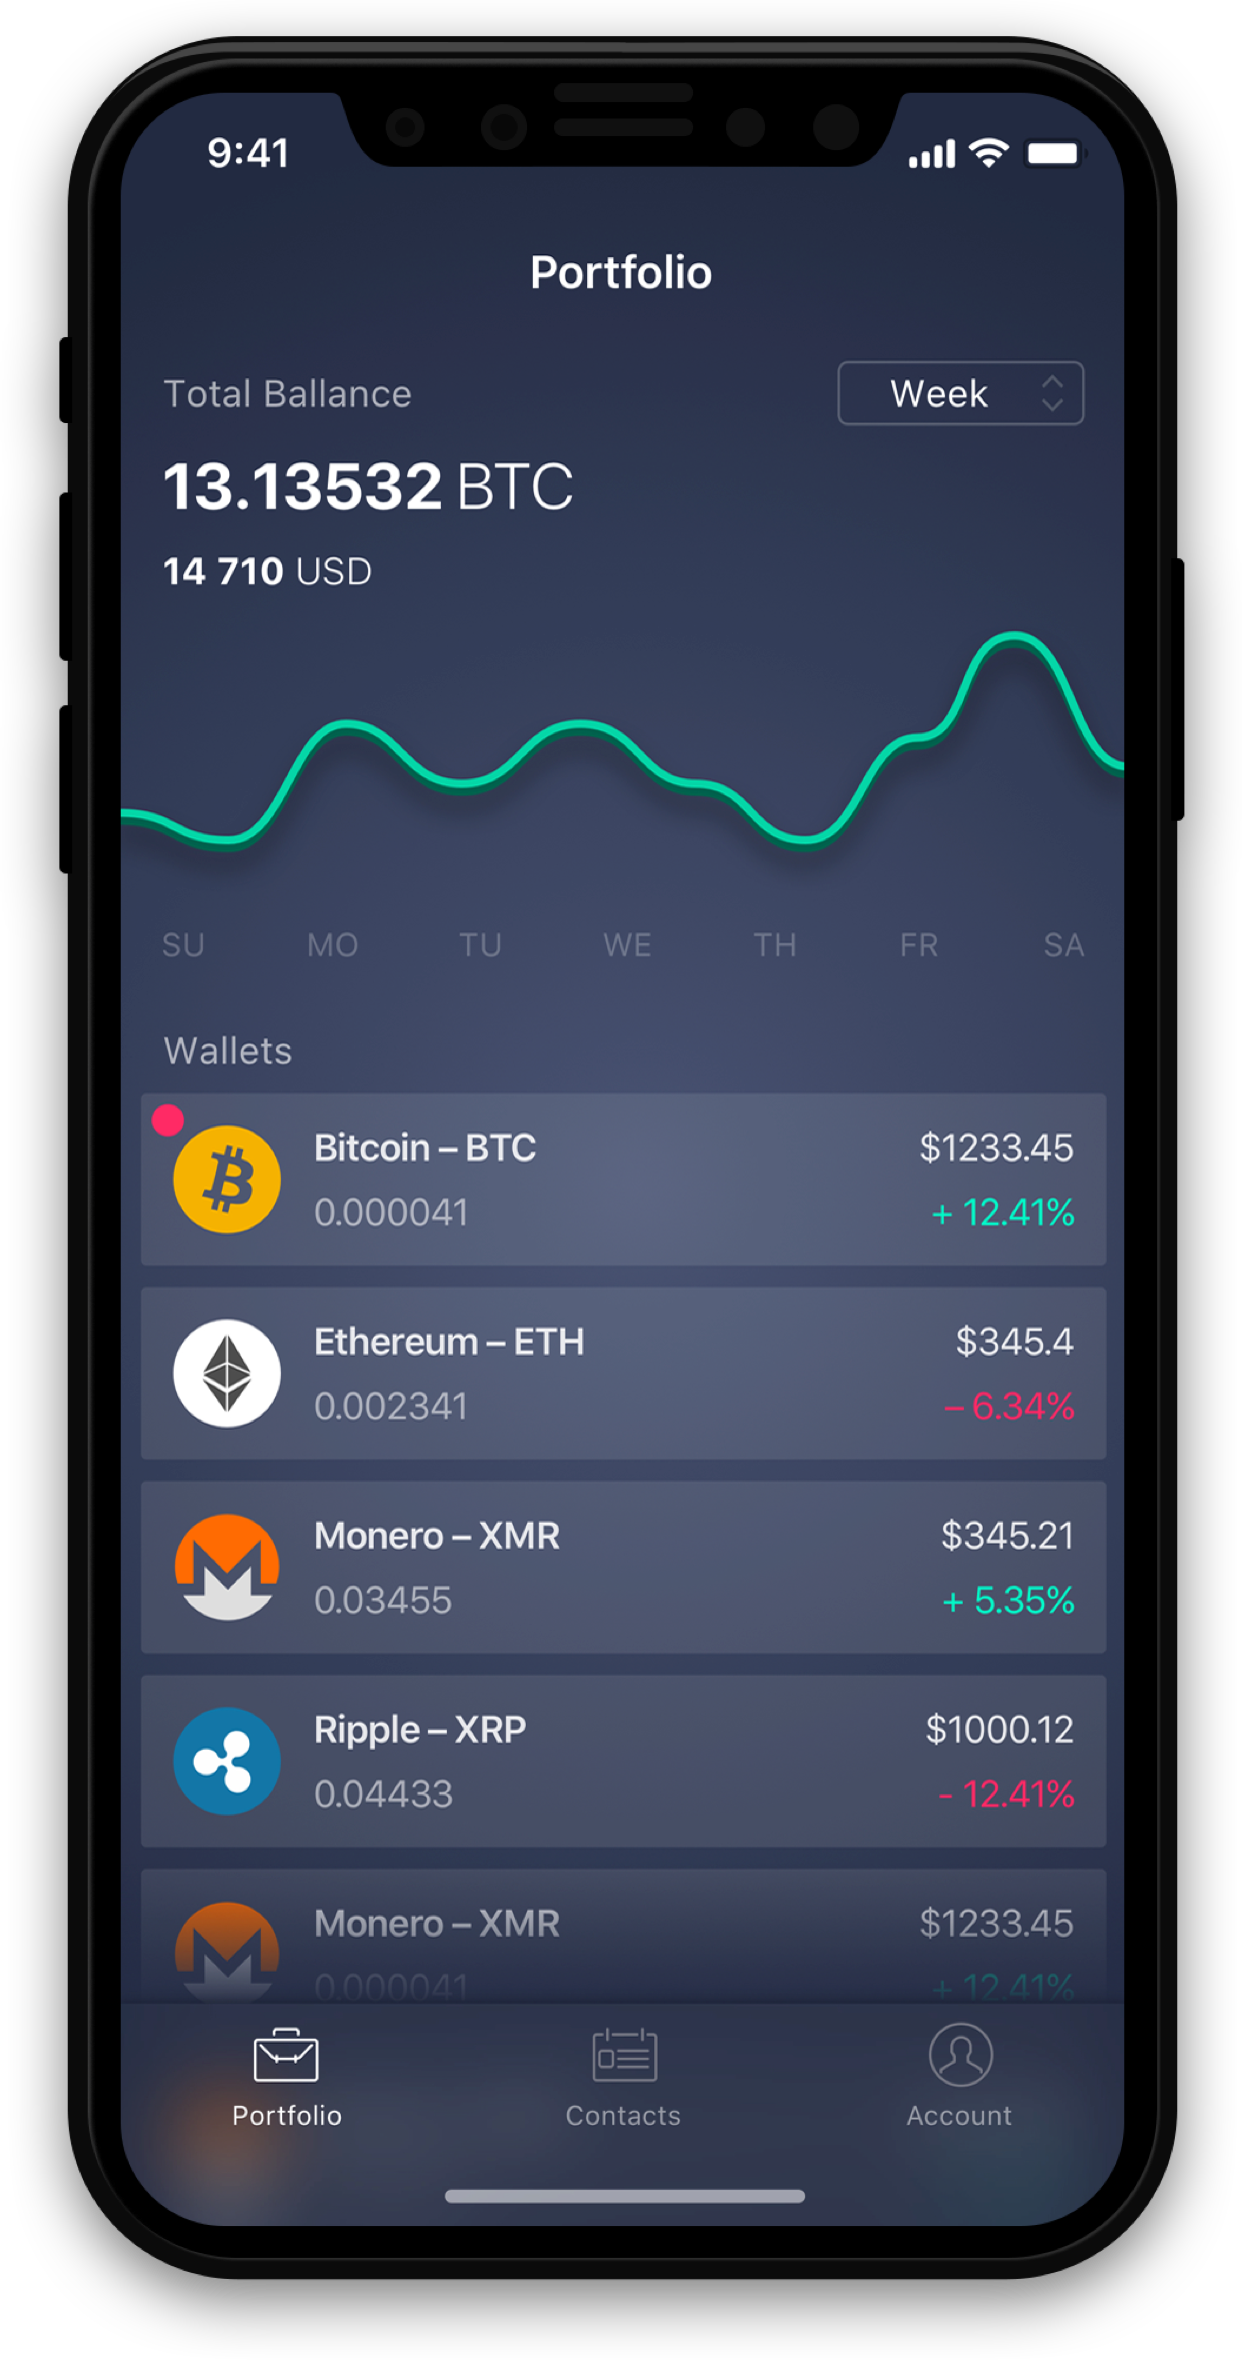 9:41
Portfolio
Total Ballance
Week
13.13532 BTC
14 710 USD
SU MO TU WE TH FR SA
Wallets
Bitcoin – BTC
$1233.45
0.000041
+ 12.41%
Ethereum – ETH
$345.4
0.002341
– 6.34%
Monero – XMR
$345.21
0.03455
+ 5.35%
Ripple – XRP
$1000.12
0.04433
- 12.41%
Monero – XMR
$1233.45
0.000041
+ 12.41%
Portfolio
Contacts
Account